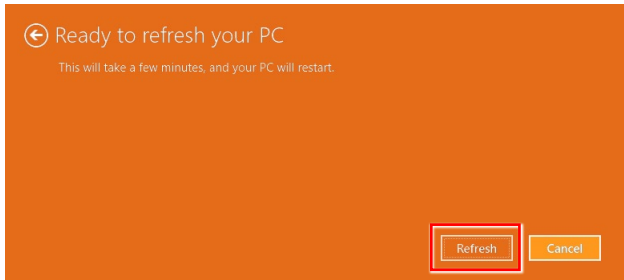 Ready to refresh your PC
This will take a few minutes, and your PC will restart.
Refresh
Cancel